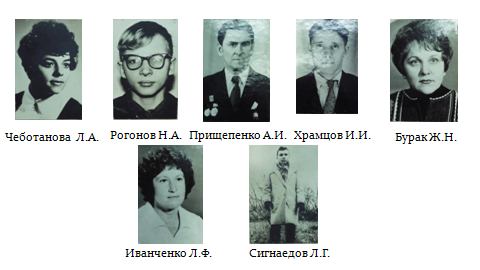 Чеботанова Л.А. Рогонов Н.А. Прищепенко А.И. Храмцов И.И. Бурак Ж.Н.
Иванченко Л.Ф. Сигнаедов Л.Г.